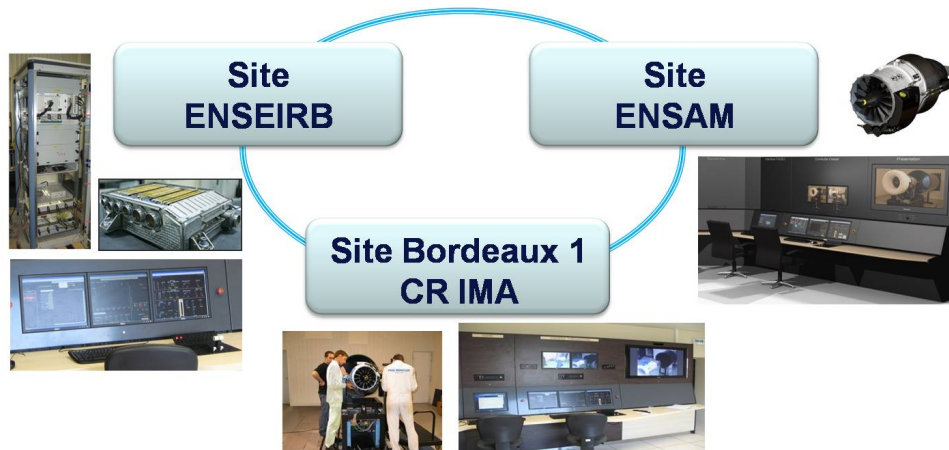 Site
ENSEIRB
Site
ENSAM
Site Bordeaux 1
CR IMA